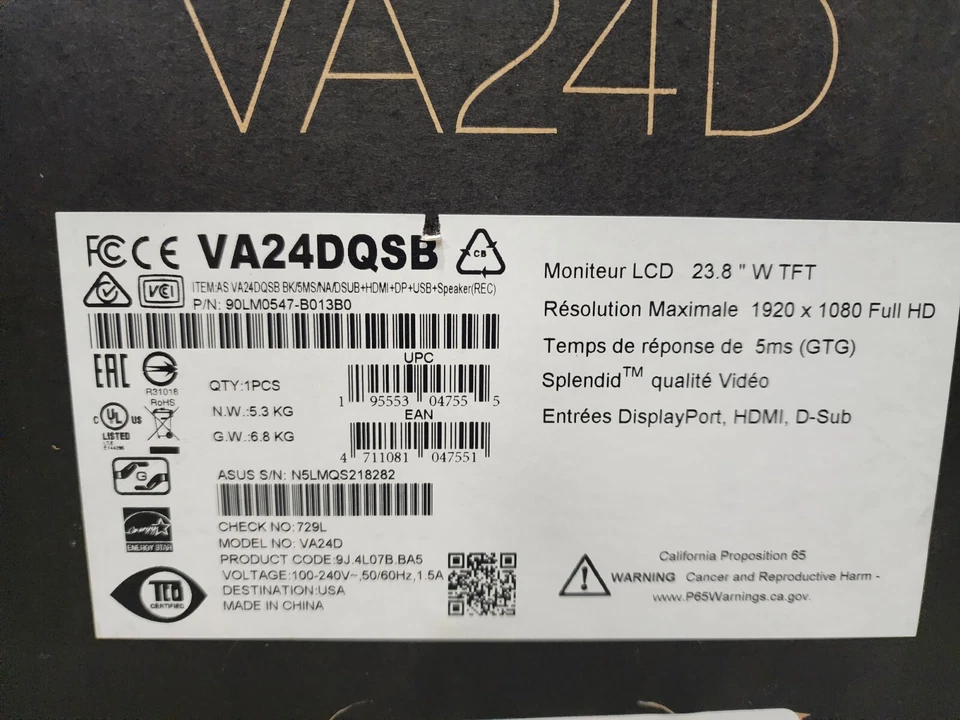 VA24D
FC CE VA24DQSB CB
VCI ITEM:AS VA24DQSB BK/5MS/NA/DSUB+HDMI+DP+USB+Speaker(REC)
P/N: 90LM0547-B013B0
EAC
R31016
RoHS
UPC
QTY:1PCS
1 95553 04755 5
N.W.:5.3 KG
EAN
C UL US
LISTED
G.W.:6.8 KG
4 711081 047551
G
ASUS S/N: N5LMQS218282
ENERGY STAR
CHECK NO:729L
MODEL NO: VA24D
PRODUCT CODE:9J.4L07B.BA5
VOLTAGE:100-240V~,50/60Hz,1.5A
DESTINATION:USA
MADE IN CHINA
TCO
CERTIFIED
Moniteur LCD 23.8 " W TFT
Résolution Maximale 1920 x 1080 Full HD
Temps de réponse de 5ms (GTG)
Splendid™ qualité Vidéo
Entrées DisplayPort, HDMI, D-Sub
California Proposition 65
WARNING Cancer and Reproductive Harm -
www.P65Warnings.ca.gov.